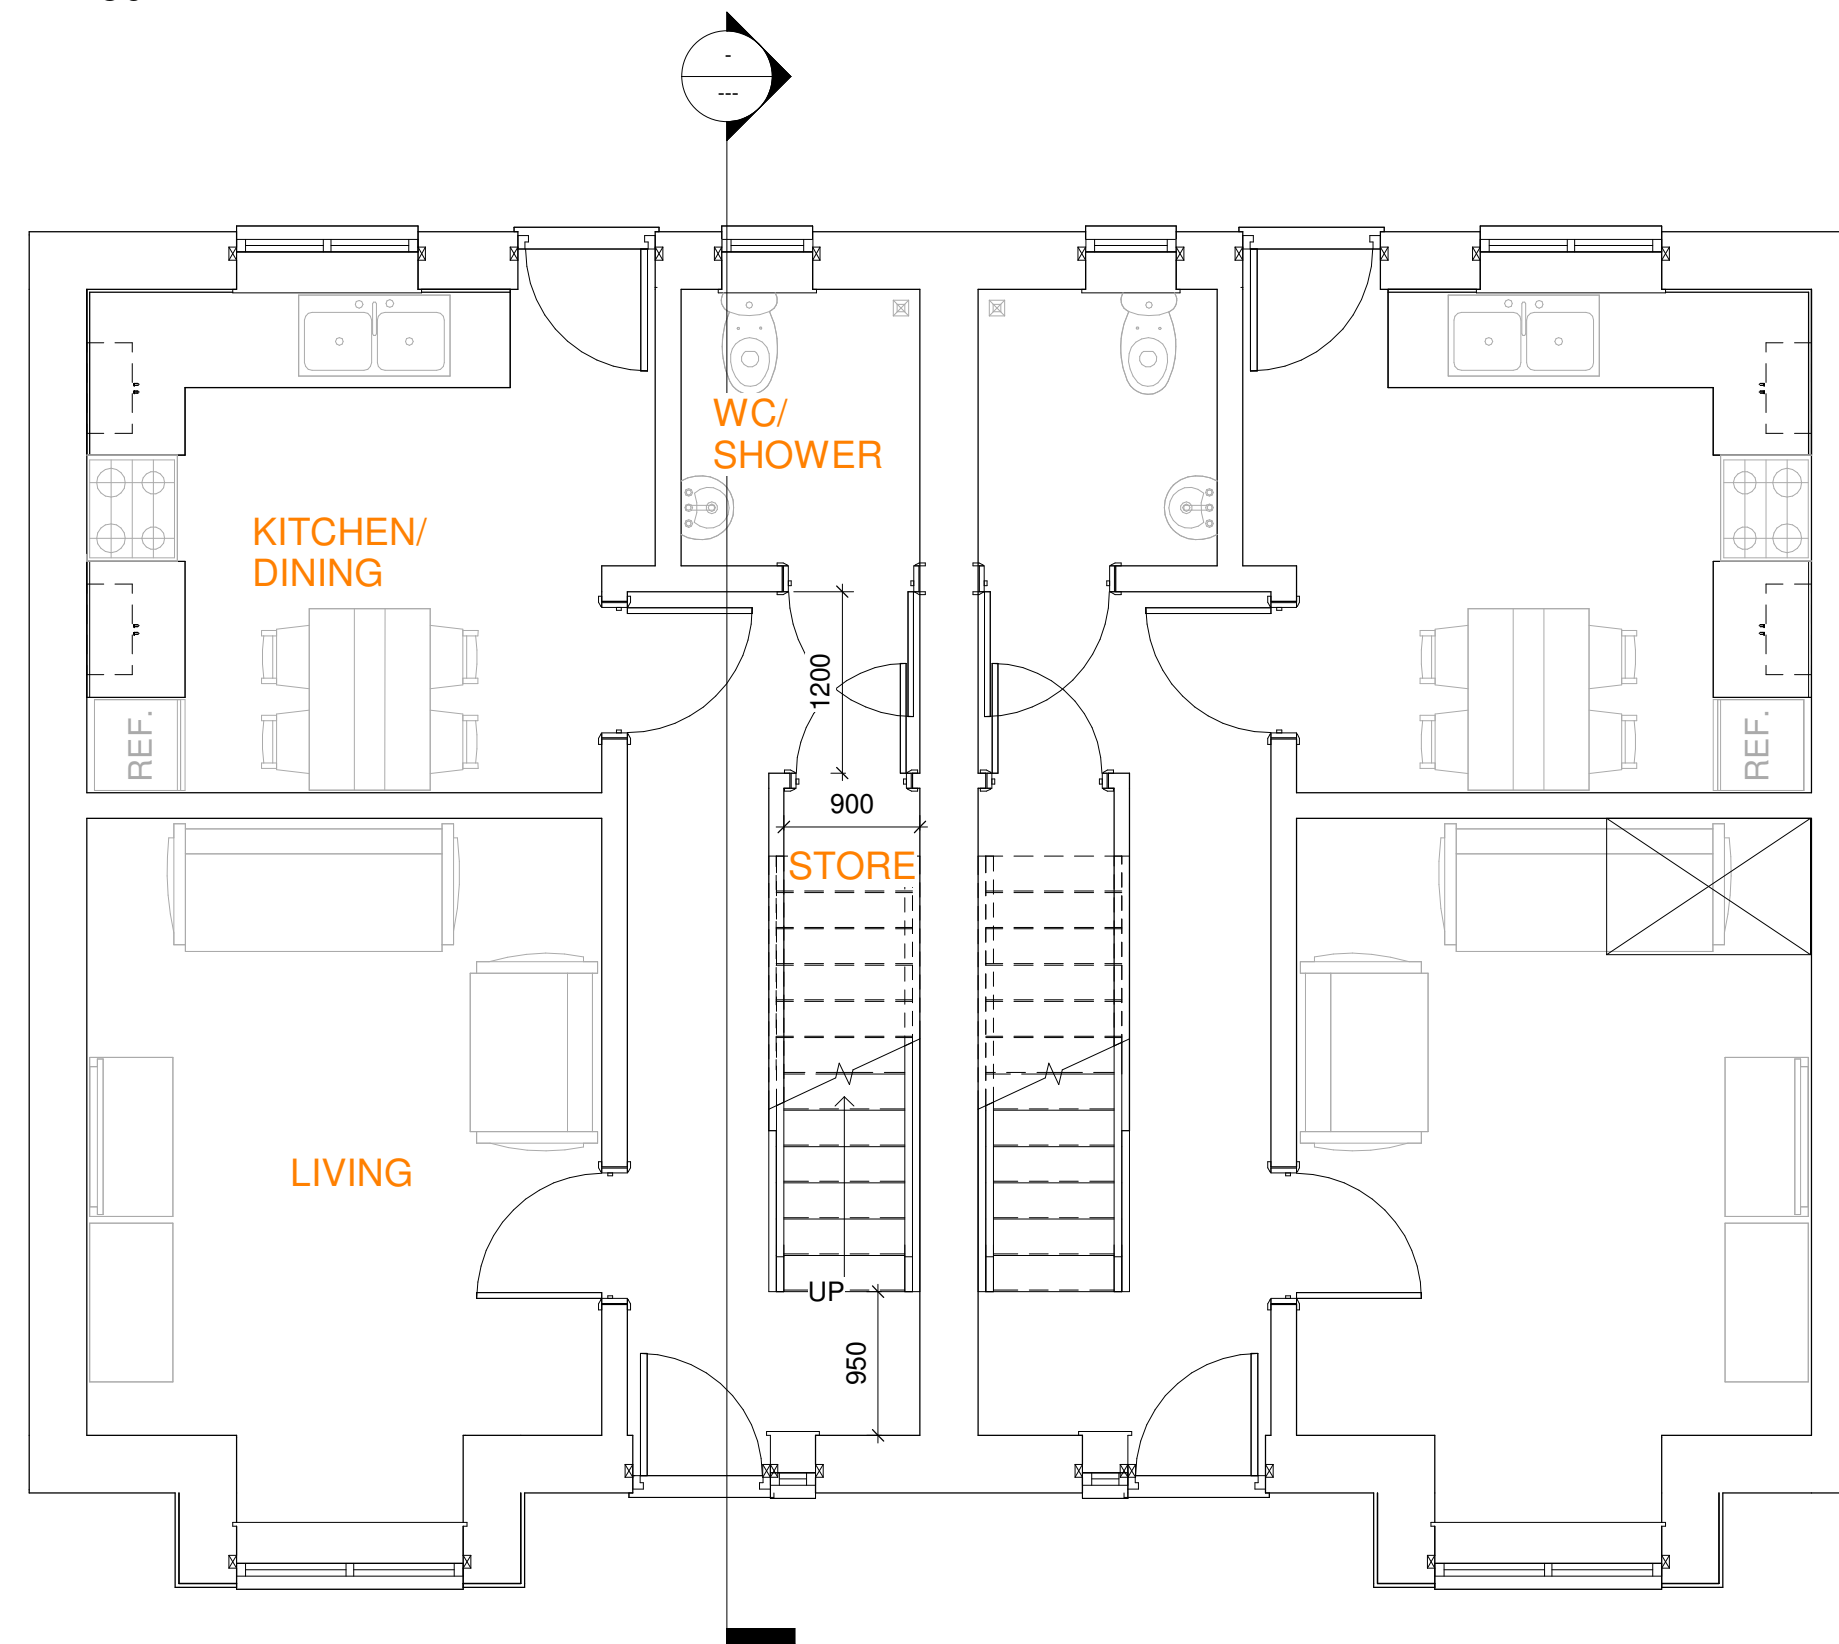 -
---
WC/
SHOWER
KITCHEN/
DINING
1200
REF.
REF.
900
STORE
LIVING
UP
950